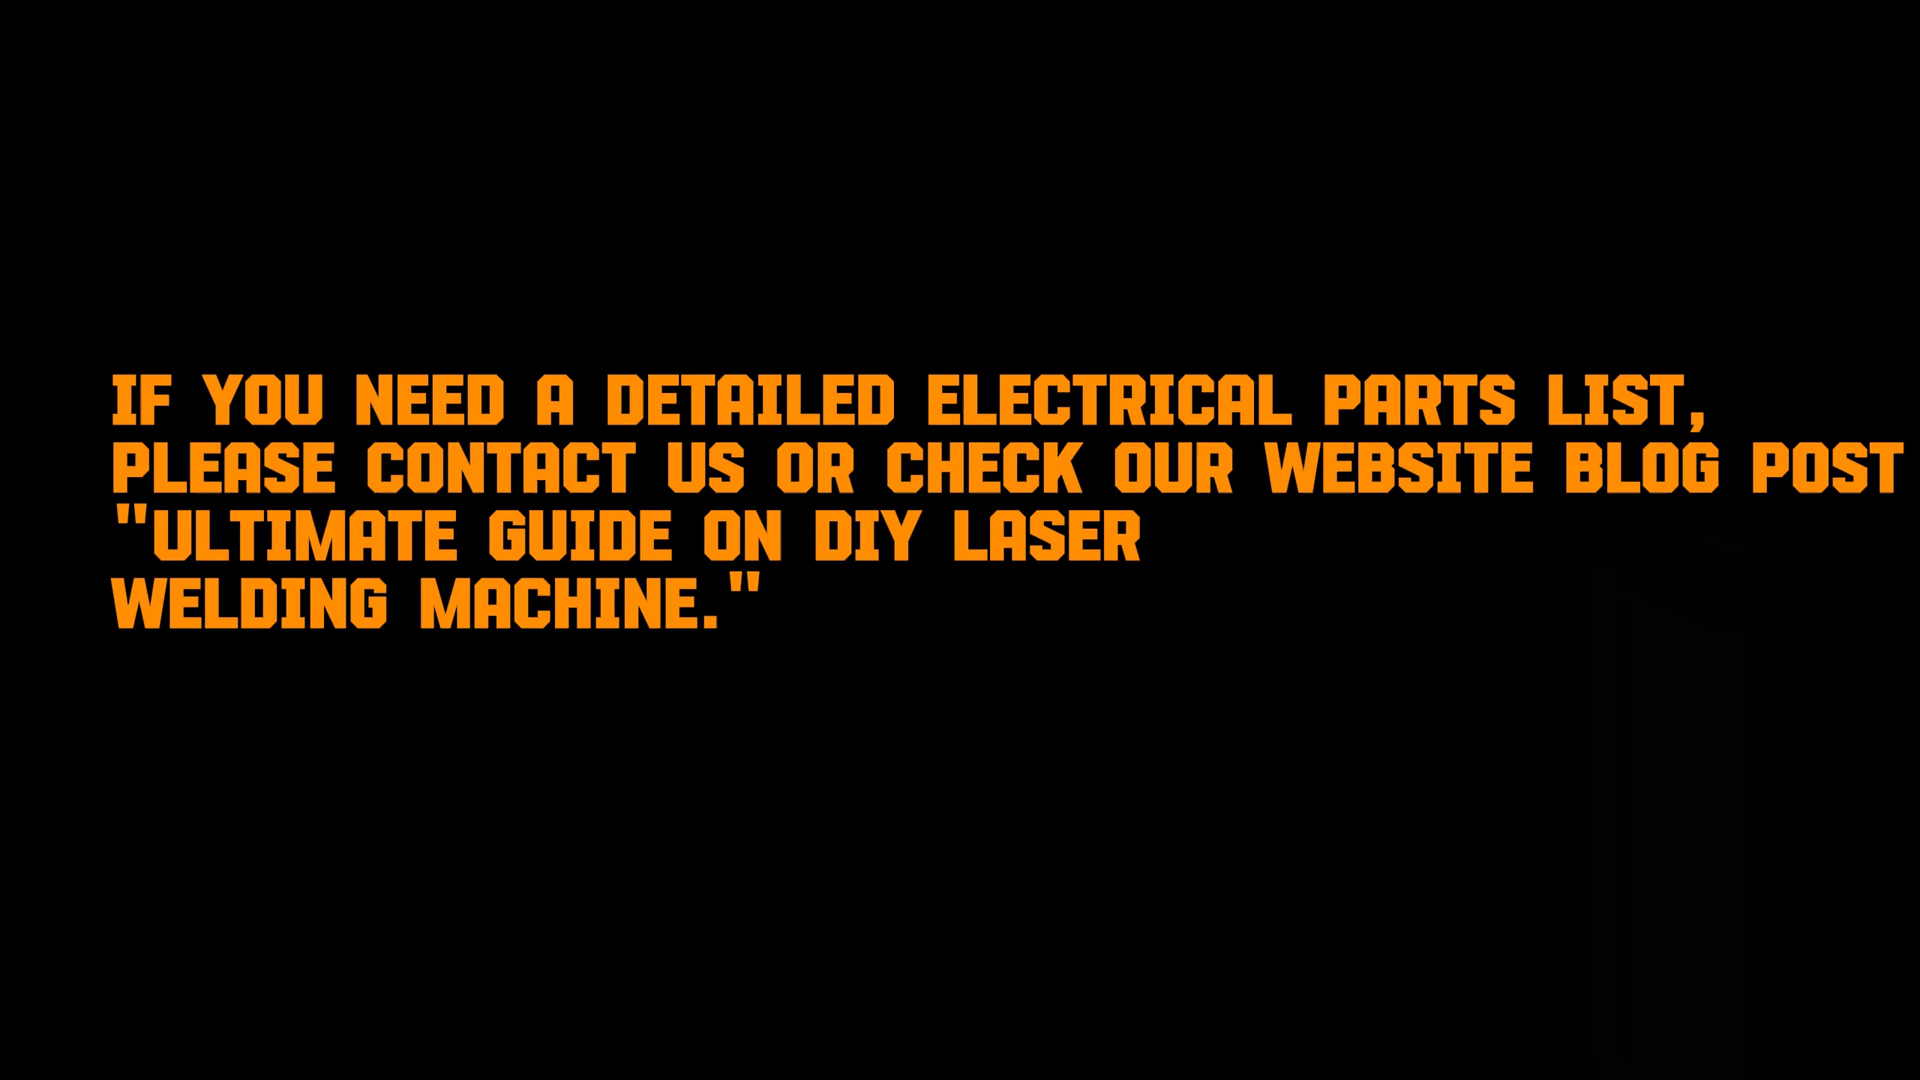 IF YOU NEED A DETAILED ELECTRICAL PARTS LIST,
PLEASE CONTACT US OR CHECK OUR WEBSITE BLOG POST
"ULTIMATE GUIDE ON DIY LASER
WELDING MACHINE."